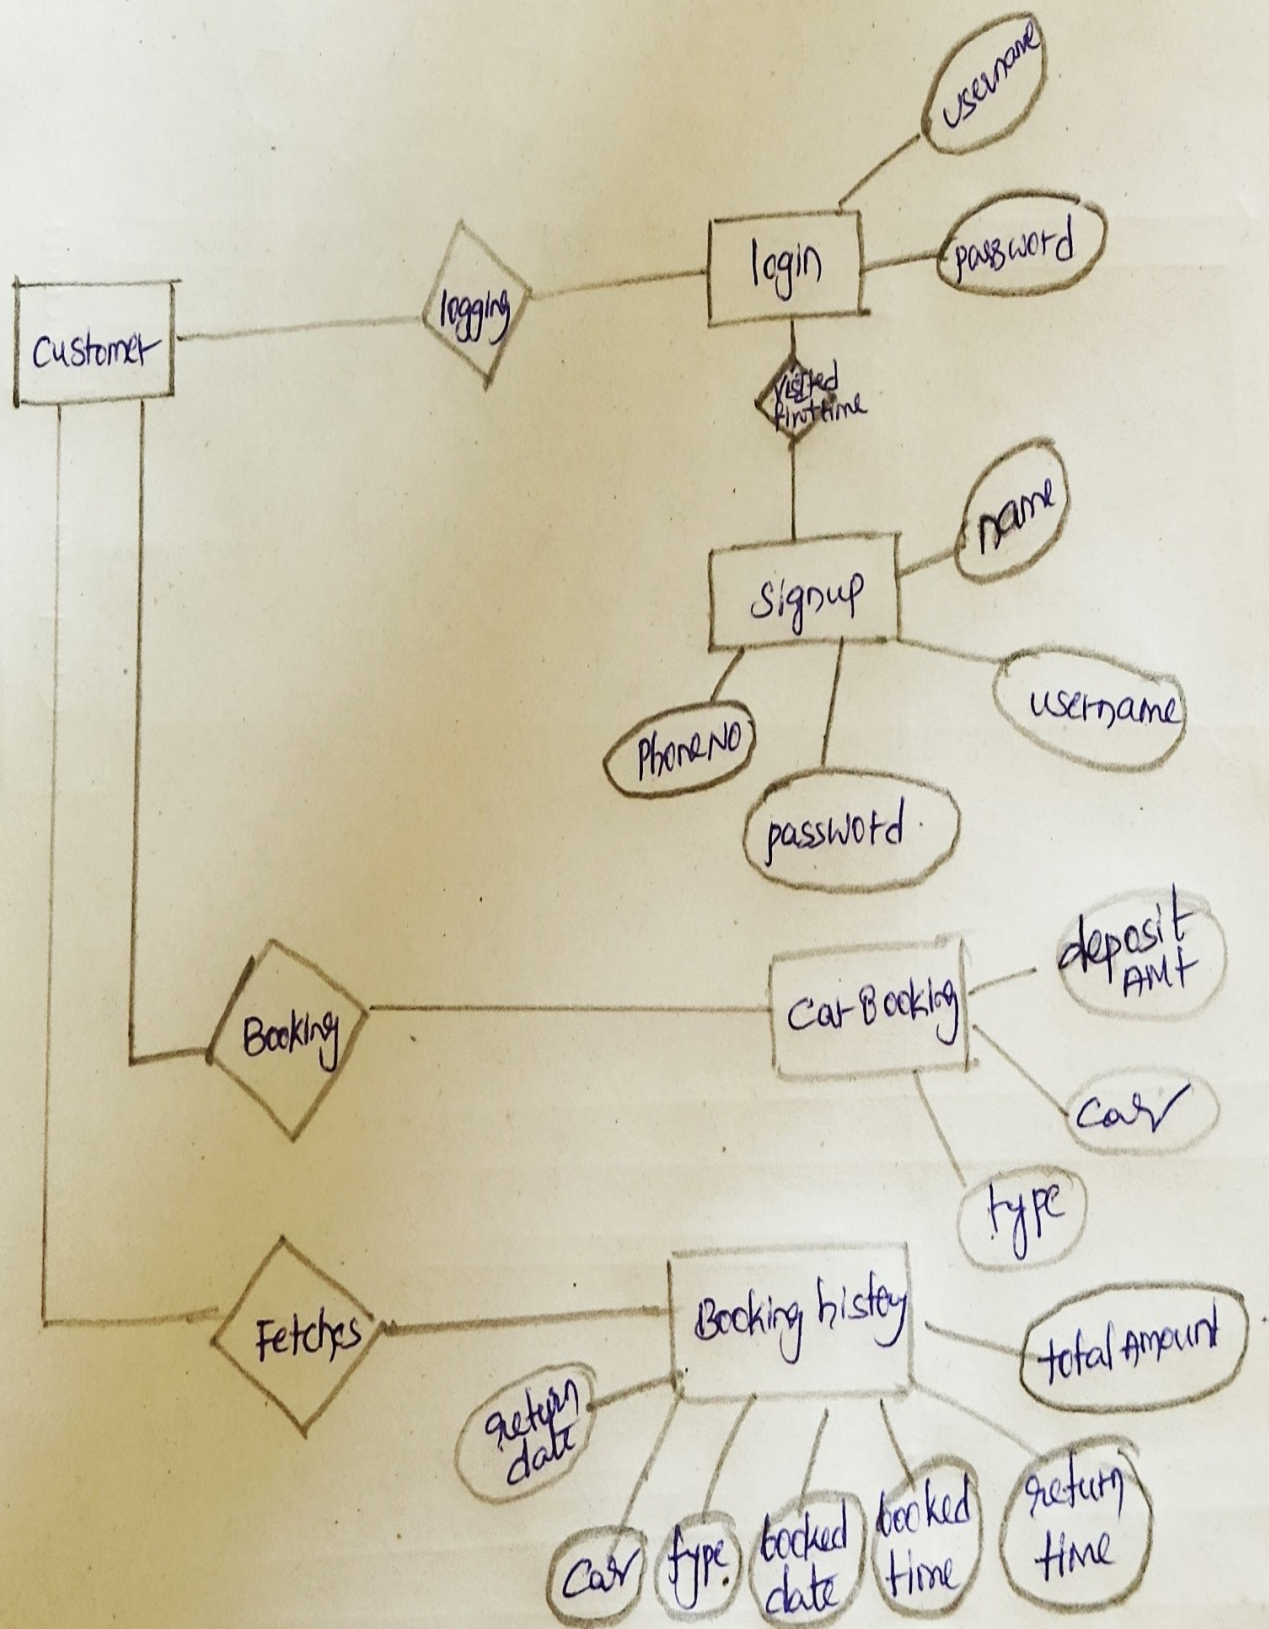 username
password
login
logging
customer
visited
first time
name
signup
username
PhoneNo
password
deposit
AMt
Car Booking
Booking
Car
type
Booking histoy
Fetches
total Amount
return
date
return
time
booked
time
booked
date
type.
Car